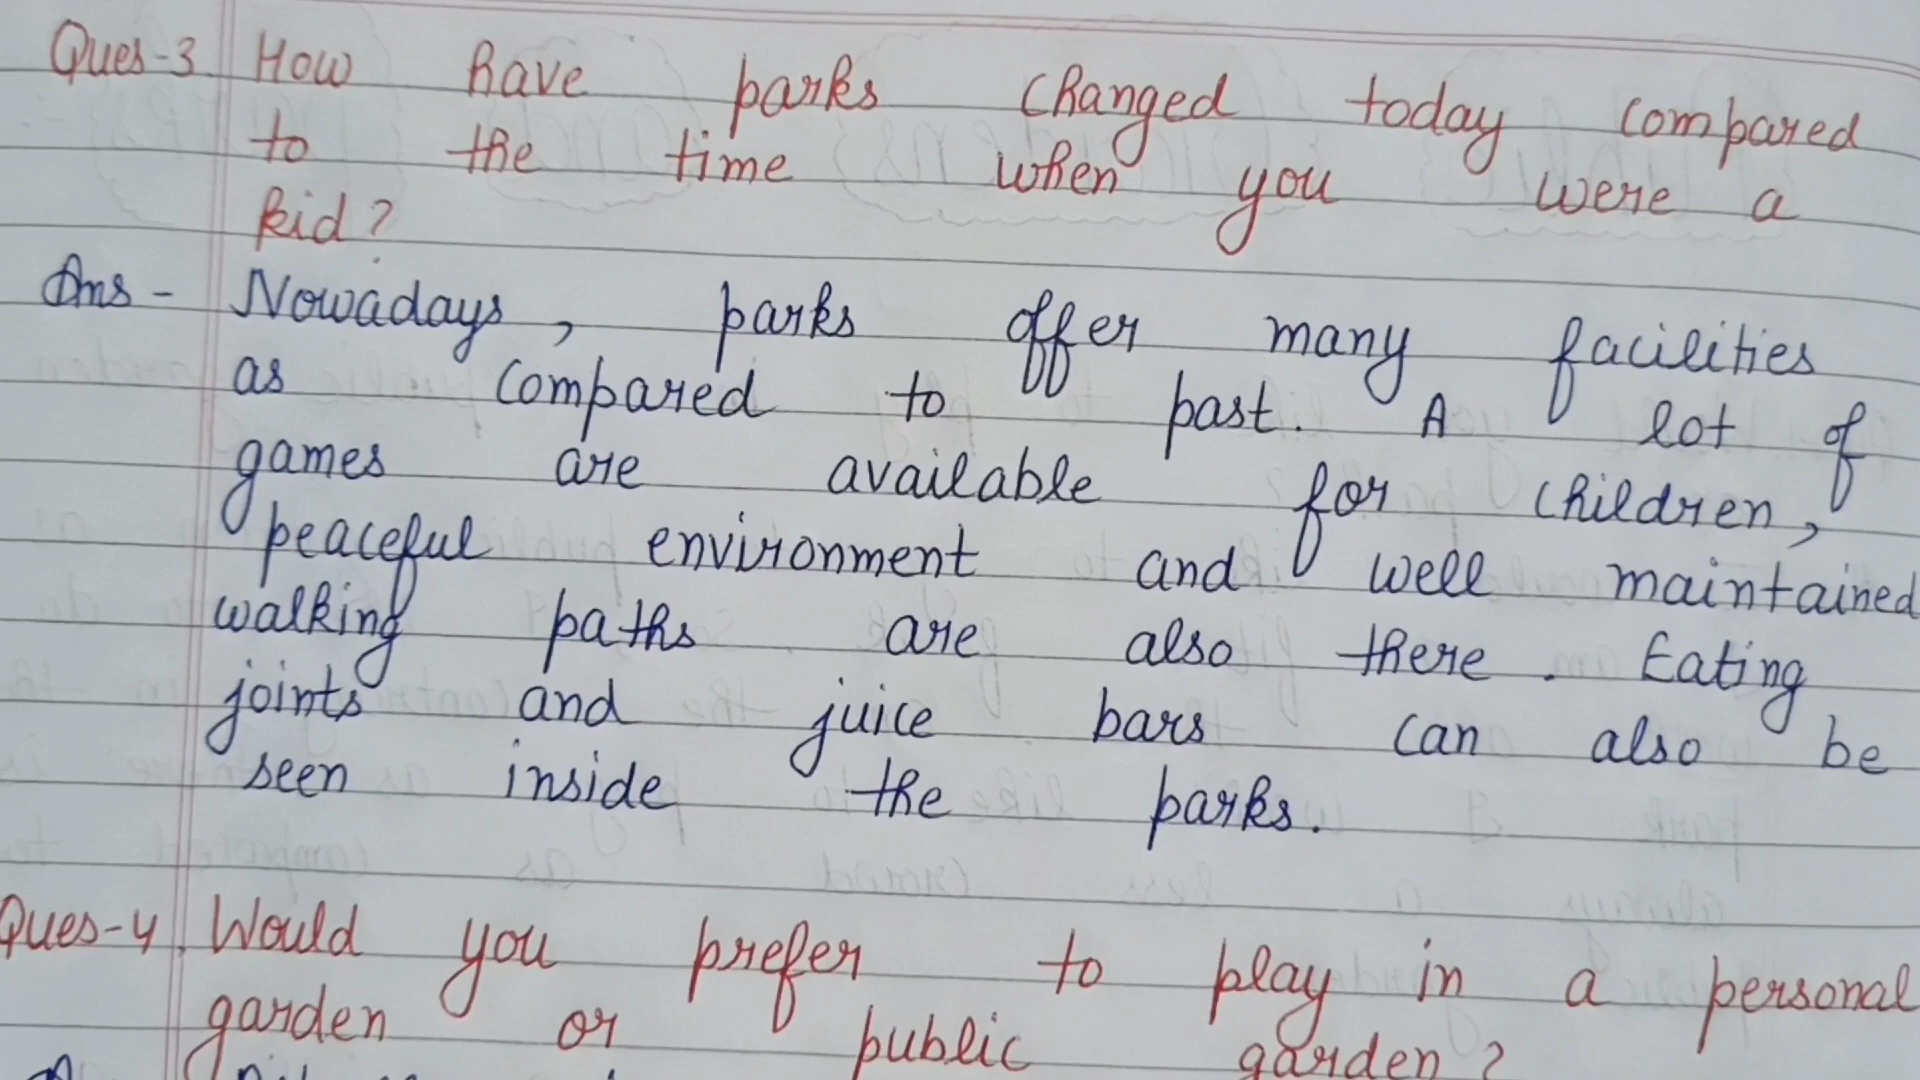 Ques-3 How have parks changed today compared
to the time when you were a
kid?
Ans - Nowadays, parks offer many facilities
as compared to past. A lot of
games are available for children,
peaceful environment and well maintained
walking paths are also there. Eating
joints and juice bars can also be
seen inside the parks.
Ques-4. Would you prefer to play in a personal
garden or public garden?